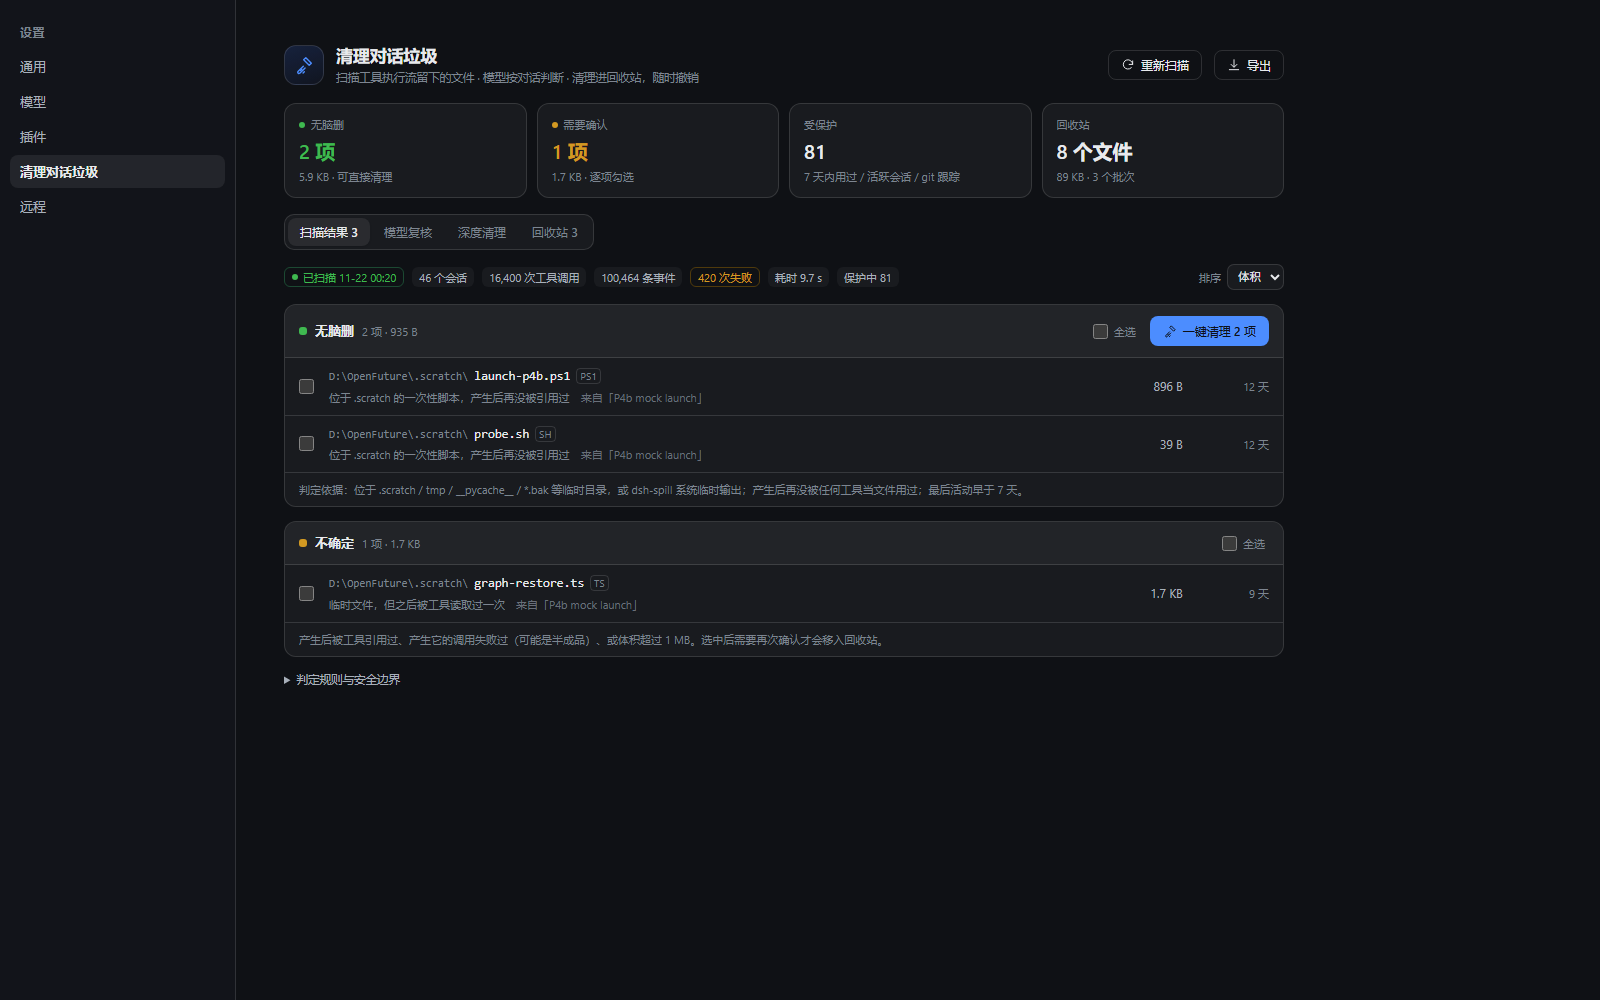 设置
通用
模型
插件
清理对话垃圾
远程
清理对话垃圾
扫描工具执行流留下的文件 · 模型按对话判断 · 清理进回收站，随时撤销
重新扫描
导出
无脑删
2 项
5.9 KB · 可直接清理
需要确认
1 项
1.7 KB · 逐项勾选
受保护
81
7 天内用过 / 活跃会话 / git 跟踪
回收站
8 个文件
89 KB · 3 个批次
扫描结果 3 模型复核 深度清理 回收站 3
已扫描 11-22 00:20 46 个会话 16,400 次工具调用 100,464 条事件 420 次失败 耗时 9.7 s 保护中 81 排序 体积
无脑删 2 项 · 935 B 全选 一键清理 2 项
D:\OpenFuture\.scratch\ launch-p4b.ps1 PS1
位于 .scratch 的一次性脚本，产生后再没被引用过 来自「P4b mock launch」
896 B 12 天
D:\OpenFuture\.scratch\ probe.sh SH
位于 .scratch 的一次性脚本，产生后再没被引用过 来自「P4b mock launch」
39 B 12 天
判定依据：位于 .scratch / tmp / __pycache__ / *.bak 等临时目录，或 dsh-spill 系统临时输出；产生后再没被任何工具当文件用过；最后活动早于 7 天。
不确定 1 项 · 1.7 KB 全选
D:\OpenFuture\.scratch\ graph-restore.ts TS
临时文件，但之后被工具读取过一次 来自「P4b mock launch」
1.7 KB 9 天
产生后被工具引用过、产生它的调用失败过（可能是半成品）、或体积超过 1 MB。选中后需要再次确认才会移入回收站。
判定规则与安全边界